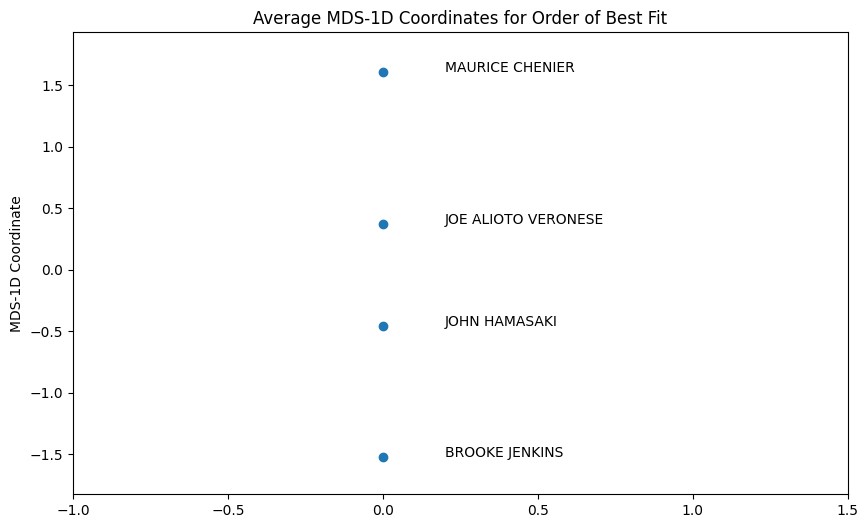 Average MDS-1D Coordinates for Order of Best Fit
MAURICE CHENIER
JOE ALIOTO VERONESE
JOHN HAMASAKI
BROOKE JENKINS
MDS-1D Coordinate
1.5
1.0
0.5
0.0
−0.5
−1.0
−1.5
−1.0 −0.5 0.0 0.5 1.0 1.5